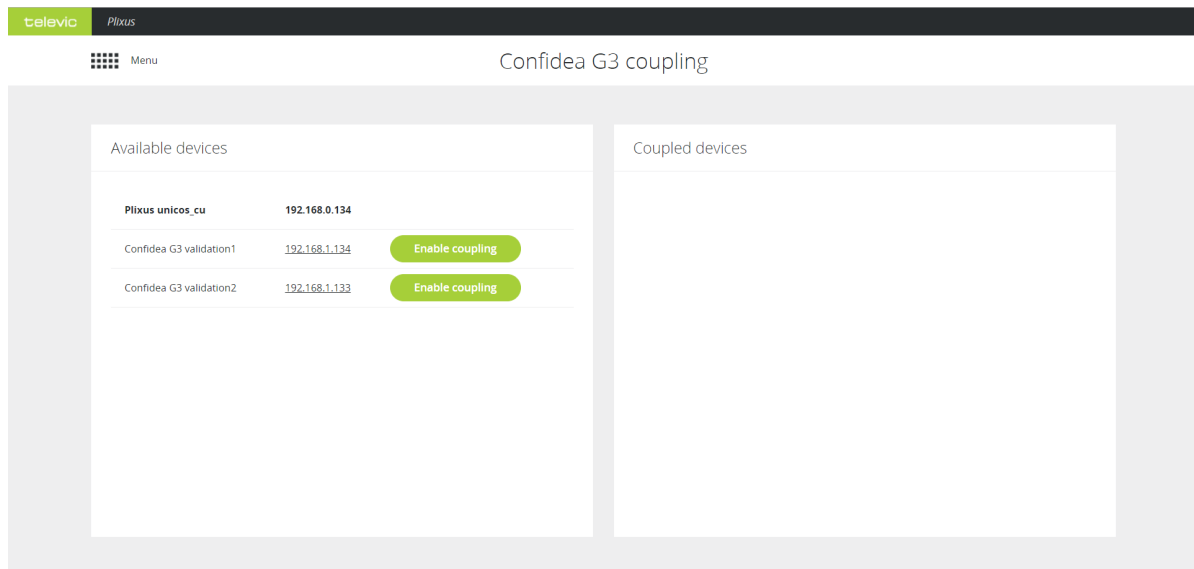 televic Plixus
Menu
Confidea G3 coupling
Available devices
Plixus unicos_cu 192.168.0.134
Confidea G3 validation1 192.168.1.134 Enable coupling
Confidea G3 validation2 192.168.1.133 Enable coupling
Coupled devices